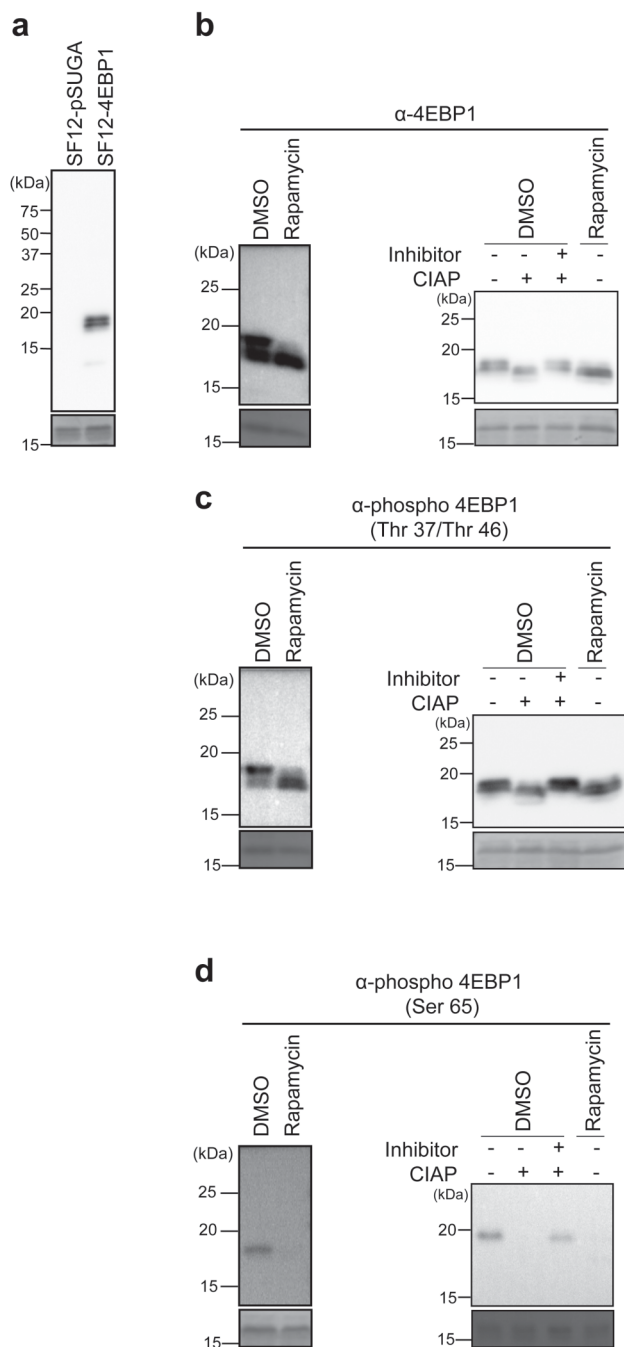 a
SF12-pSUGA
SF12-4EBP1
(kDa)
75
50
37
25
20
15
15
b
α-4EBP1
DMSO
Rapamycin
(kDa)
25
20
15
15
DMSO
Rapamycin
Inhibitor - - + -
CIAP - + + -
(kDa)
25
20
15
15
c
α-phospho 4EBP1
(Thr 37/Thr 46)
DMSO
Rapamycin
(kDa)
25
20
15
15
DMSO
Rapamycin
Inhibitor - - + -
CIAP - + + -
(kDa)
25
20
15
15
d
α-phospho 4EBP1
(Ser 65)
DMSO
Rapamycin
(kDa)
25
20
15
15
DMSO
Rapamycin
Inhibitor - - + -
CIAP - + + -
(kDa)
20
15
15